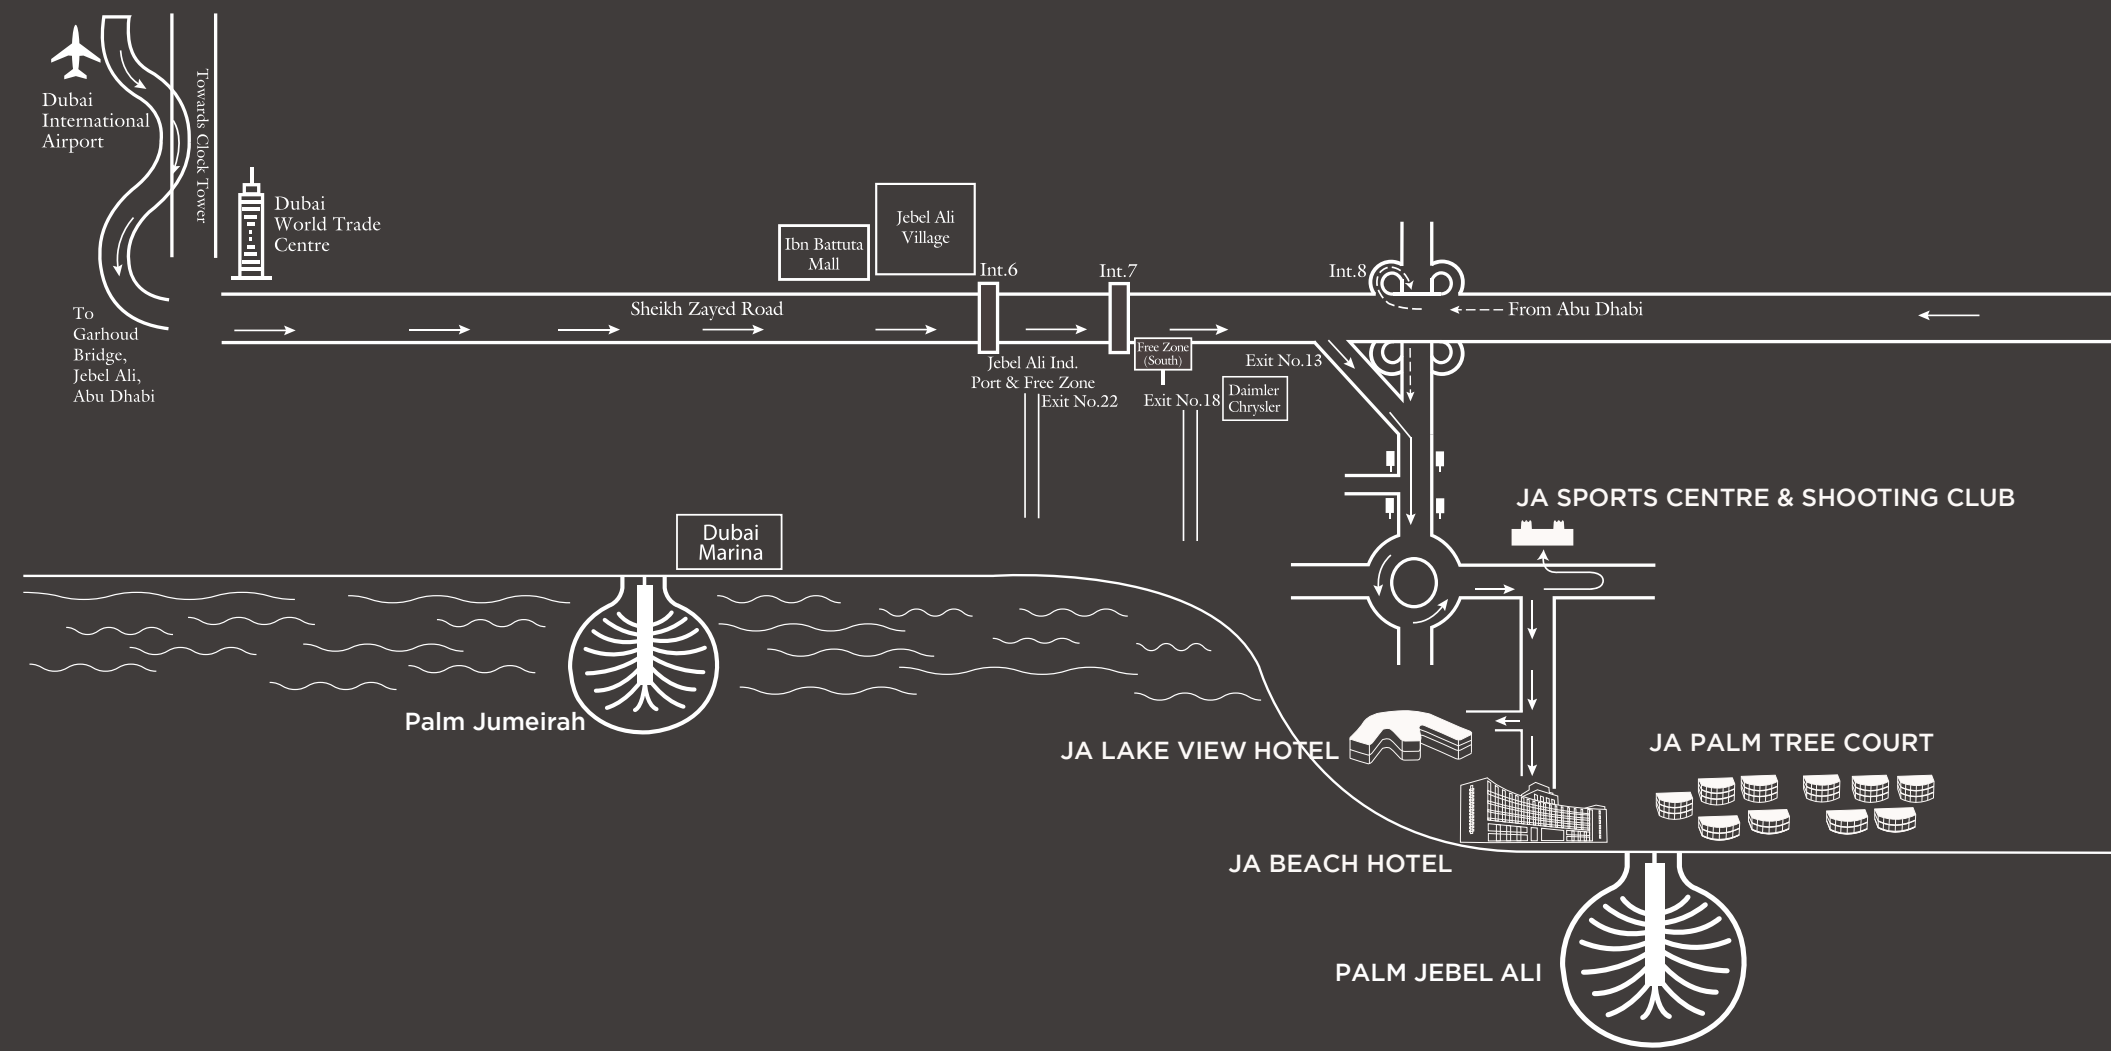 Dubai
International
Airport
Towards Clock Tower
Dubai
World Trade
Centre
To
Garhoud
Bridge,
Jebel Ali,
Abu Dhabi
Jebel Ali
Village
Ibn Battuta
Mall
Int.6
Int.7
Int.8
Sheikh Zayed Road
From Abu Dhabi
Free Zone
(South)
Jebel Ali Ind.
Port & Free Zone
Exit No.22
Exit No.18
Exit No.13
Daimler
Chrysler
JA SPORTS CENTRE & SHOOTING CLUB
Dubai
Marina
Palm Jumeirah
JA LAKE VIEW HOTEL
JA PALM TREE COURT
JA BEACH HOTEL
PALM JEBEL ALI